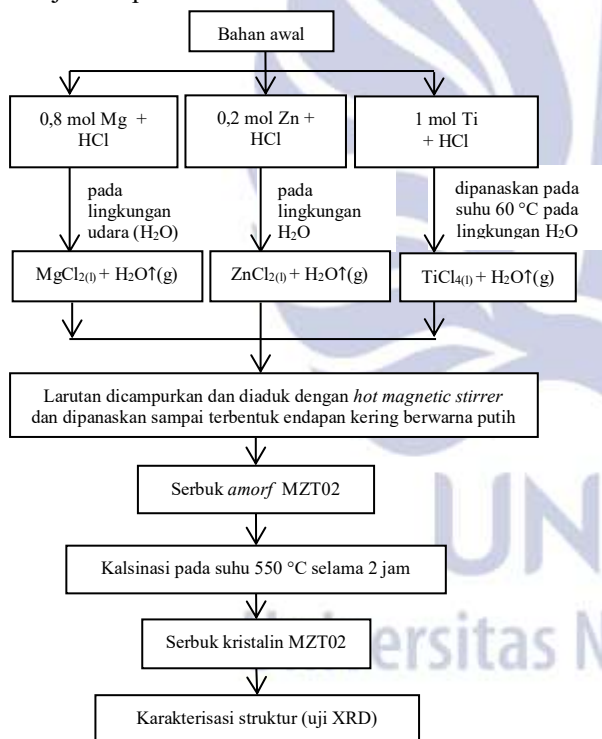 Bahan awal
0,8 mol Mg +
HCl
0,2 mol Zn +
HCl
1 mol Ti
+ HCl
pada
lingkungan
udara (H₂O)
pada
lingkungan
H₂O
dipanaskan pada
suhu 60 °C pada
lingkungan H₂O
MgCl₂₍ₗ₎ + H₂O↑(g)
ZnCl₂₍ₗ₎ + H₂O↑(g)
TiCl₄₍ₗ₎ + H₂O↑(g)
Larutan dicampurkan dan diaduk dengan hot magnetic stirrer
dan dipanaskan sampai terbentuk endapan kering berwarna putih
Serbuk amorf MZT02
Kalsinasi pada suhu 550 °C selama 2 jam
Serbuk kristalin MZT02
Karakterisasi struktur (uji XRD)
UN
ersitas N